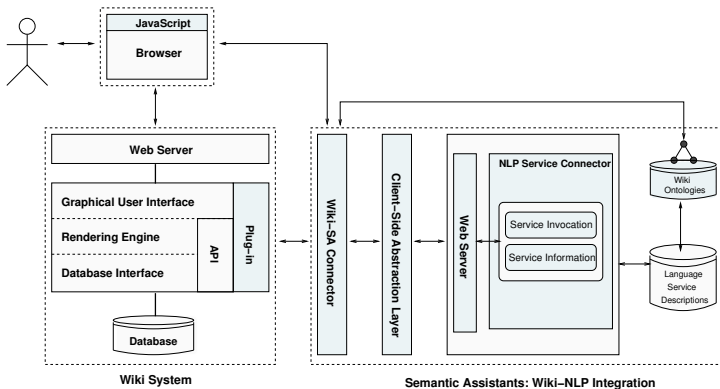 JavaScript
Browser
Web Server
Graphical User Interface
Rendering Engine
Database Interface
API
Plug-in
Database
Wiki System
Wiki-SA Connector
Client-Side Abstraction Layer
Web Server
NLP Service Connector
Service Invocation
Service Information
Wiki
Ontologies
Language
Service
Descriptions
Semantic Assistants: Wiki-NLP Integration